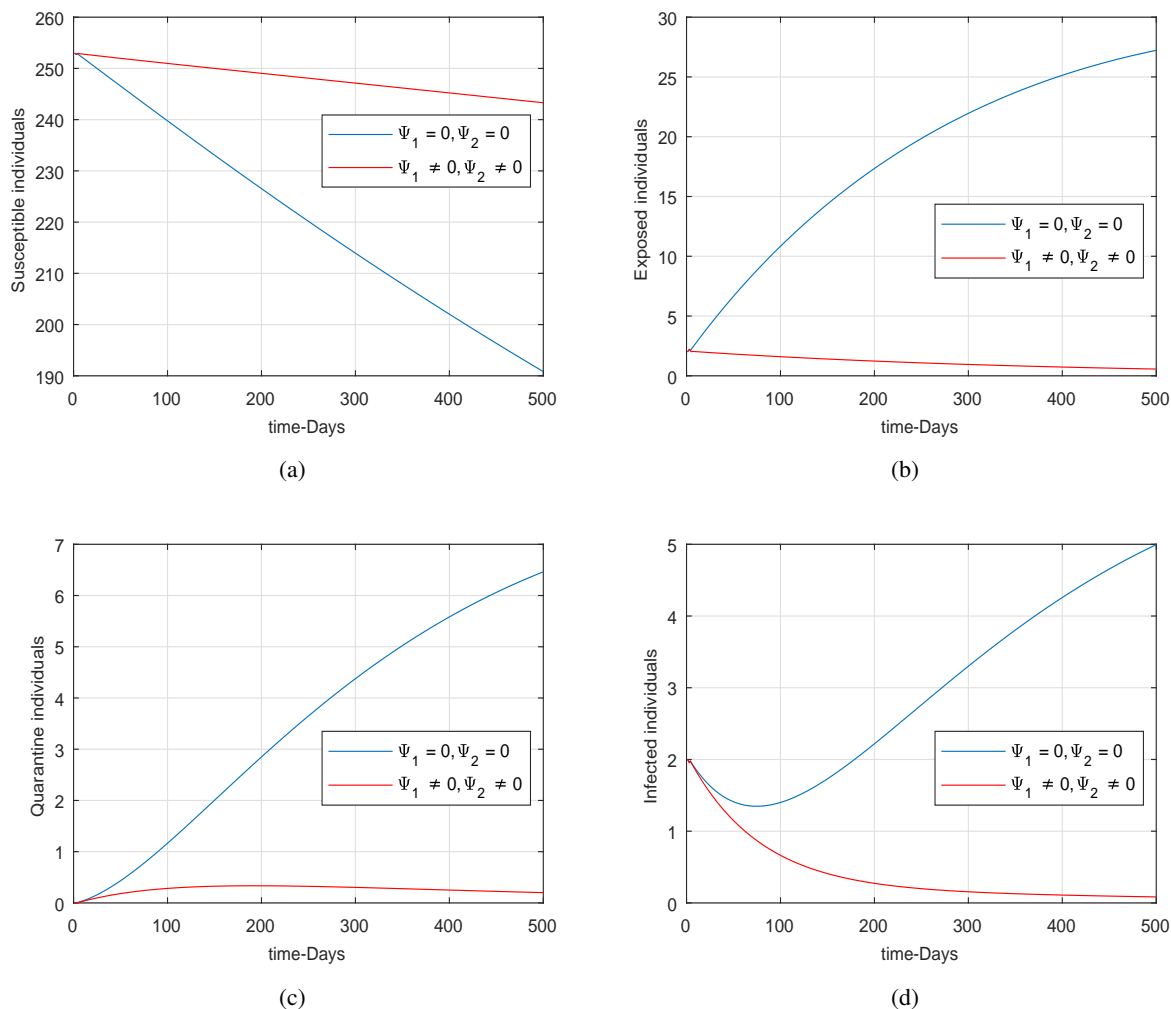 260
250
240
230
220
210
200
190
0 100 200 300 400 500
Susceptible individuals
time-Days
Ψ1 = 0, Ψ2 = 0
Ψ1 ≠ 0, Ψ2 ≠ 0
(a)
30
25
20
15
10
5
0
0 100 200 300 400 500
Exposed individuals
time-Days
Ψ1 = 0, Ψ2 = 0
Ψ1 ≠ 0, Ψ2 ≠ 0
(b)
7
6
5
4
3
2
1
0
0 100 200 300 400 500
Quarantine individuals
time-Days
Ψ1 = 0, Ψ2 = 0
Ψ1 ≠ 0, Ψ2 ≠ 0
(c)
5
4
3
2
1
0
0 100 200 300 400 500
Infected individuals
time-Days
Ψ1 = 0, Ψ2 = 0
Ψ1 ≠ 0, Ψ2 ≠ 0
(d)